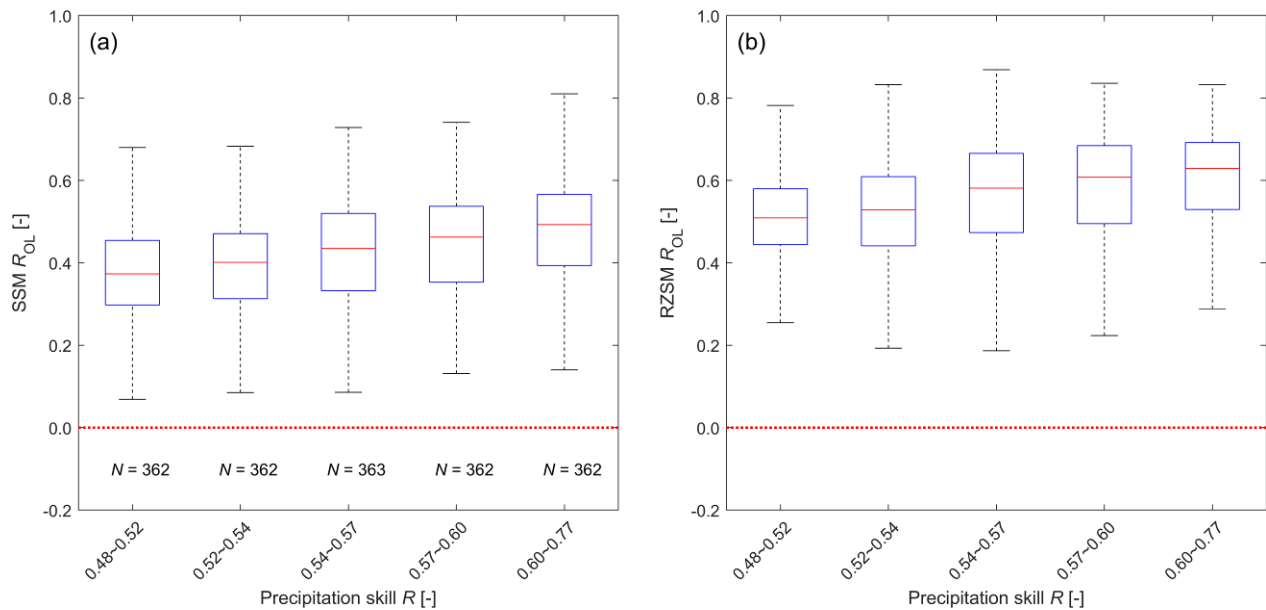 (a)
SSM R_OL [-]
1.0
0.8
0.6
0.4
0.2
0.0
-0.2
N = 362 N = 362 N = 363 N = 362 N = 362
0.48~0.52 0.52~0.54 0.54~0.57 0.57~0.60 0.60~0.77
Precipitation skill R [-]
(b)
RZSM R_OL [-]
1.0
0.8
0.6
0.4
0.2
0.0
-0.2
0.48~0.52 0.52~0.54 0.54~0.57 0.57~0.60 0.60~0.77
Precipitation skill R [-]